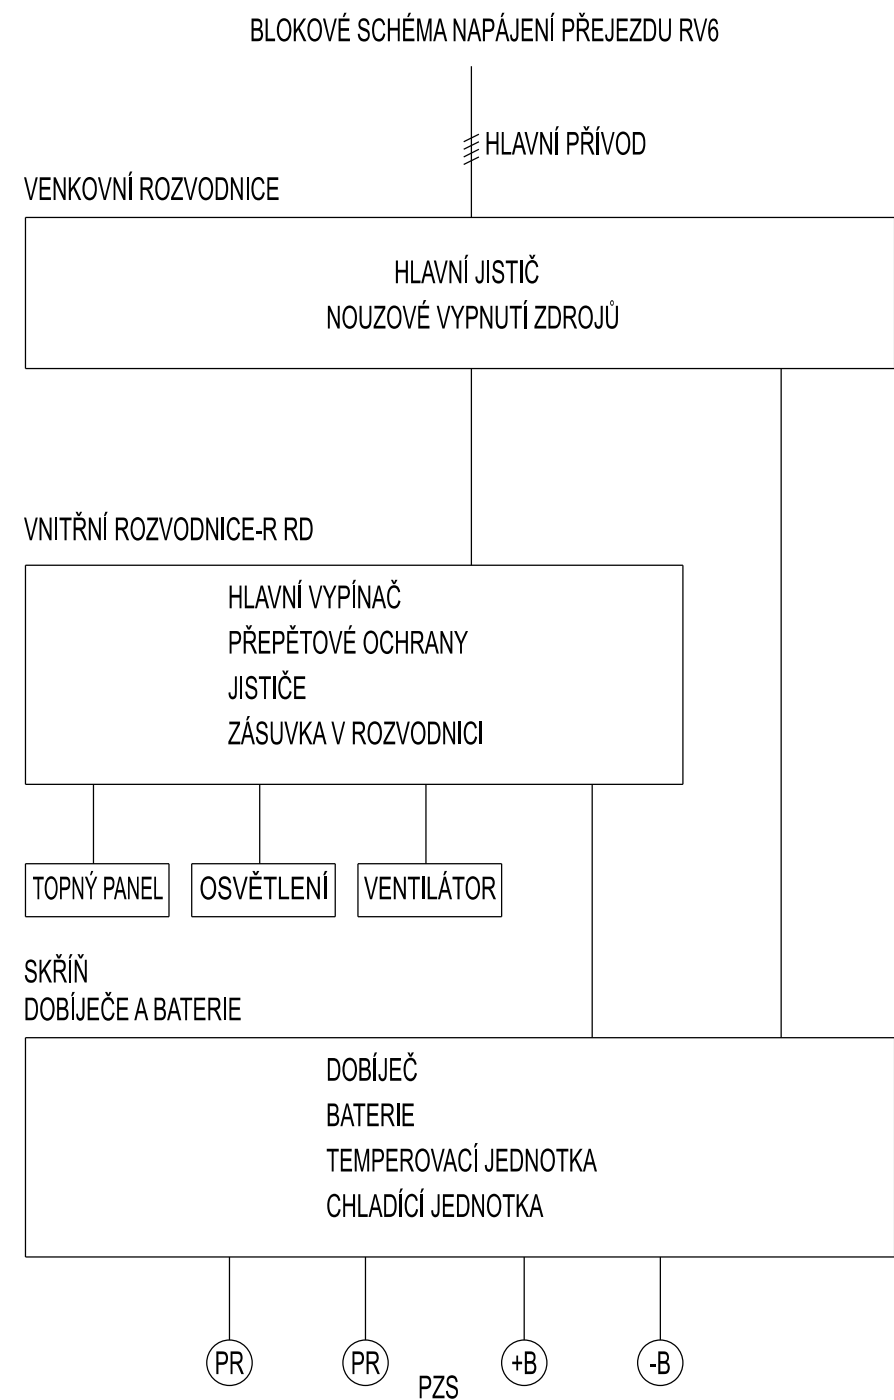 BLOKOVÉ SCHÉMA NAPÁJENÍ PŘEJEZDU RV6
HLAVNÍ PŘÍVOD
VENKOVNÍ ROZVODNICE
HLAVNÍ JISTIČ
NOUZOVÉ VYPNUTÍ ZDROJŮ
VNITŘNÍ ROZVODNICE-R RD
HLAVNÍ VYPÍNAČ
PŘEPĚTOVÉ OCHRANY
JISTIČE
ZÁSUVKA V ROZVODNICI
TOPNÝ PANEL
OSVĚTLENÍ
VENTILÁTOR
SKŘÍŇ
DOBÍJEČE A BATERIE
DOBÍJEČ
BATERIE
TEMPEROVACÍ JEDNOTKA
CHLADÍCÍ JEDNOTKA
PR
PR
+B
-B
PZS